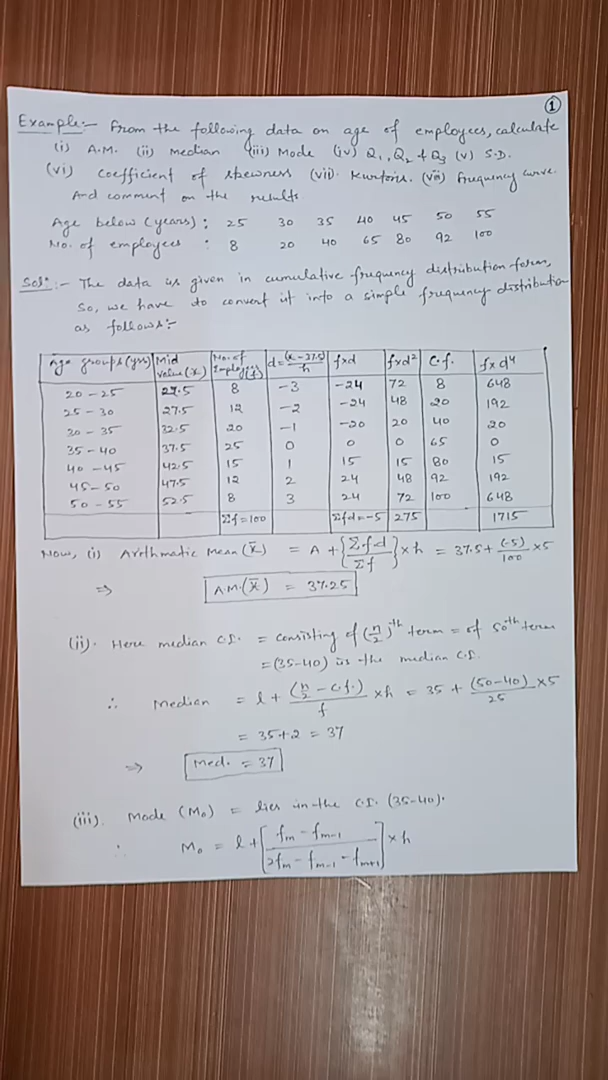 ①
Example:- From the following data on age of employees, calculate
(i) A.M. (ii) median (iii) Mode (iv) Q₁, Q₂ & Q₃ (v) S.D.
(vi) coefficient of skewness (vii). Kurtosis. (viii) frequency curve.
And comment on the results.
Age below (years) : 25 30 35 40 45 50 55
No. of employees : 8 20 40 65 80 92 100
Solⁿ:- The data is given in cumulative frequency distribution form,
So, we have to convert it into a simple frequency distribution
as follows:-
Age groups (yrs) Mid value (x) No. of Employees (f) d = (x-37.5)/h f×d f×d² C.f. f×d⁴
20-25 22.5 8 -3 -24 72 8 648
25-30 27.5 12 -2 -24 48 20 192
30-35 32.5 20 -1 -20 20 40 20
35-40 37.5 25 0 0 0 65 0
40-45 42.5 15 1 15 15 80 15
45-50 47.5 12 2 24 48 92 192
50-55 52.5 8 3 24 72 100 648
Σf=100 Σfd=-5 275 1715
Now, (i) Arithmatic Mean (x̄) = A + {Σfd/Σf} × h = 37.5 + (-5)/100 × 5
⇒ A.M.(x̄) = 37.25
(ii). Here median C.I. = consisting of (n/2)th term = of 50th term
= (35-40) is the median C.I.
∴ Median = l + (n/2 - c.f.)/f × h = 35 + (50-40)/25 × 5
= 35+2 = 37
⇒ Med. = 37
(iii). Mode (M₀) = lies in the C.I. (35-40).
∴ M₀ = l + [fm - fm-1 / 2fm - fm-1 - fm+1] × h